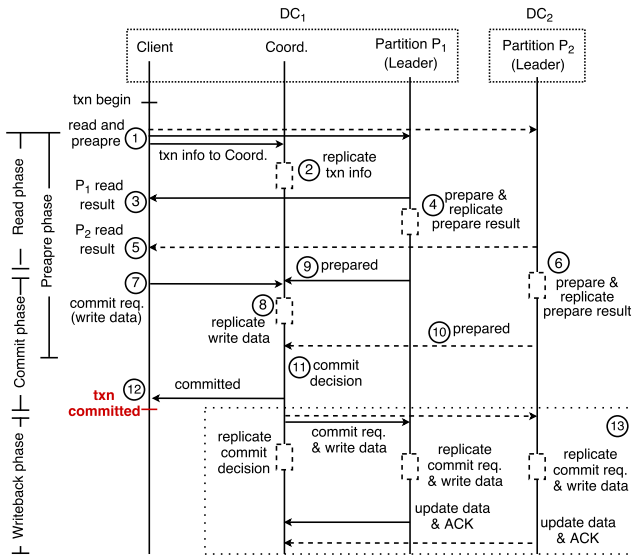 DC1
DC2
Client
Coord.
Partition P1
(Leader)
Partition P2
(Leader)
txn begin
read and
preapre
1
txn info to Coord.
2
replicate
txn info
P1 read
result
3
4
prepare &
replicate
prepare result
P2 read
result
5
6
prepare &
replicate
prepare result
7
commit req.
(write data)
9
prepared
8
replicate
write data
10
prepared
11
commit
decision
12
txn
committed
committed
13
commit req.
& write data
replicate
commit
decision
replicate
commit req.
& write data
replicate
commit req.
& write data
update data
& ACK
update data
& ACK
Read phase
Preapre phase
Commit phase
Writeback phase